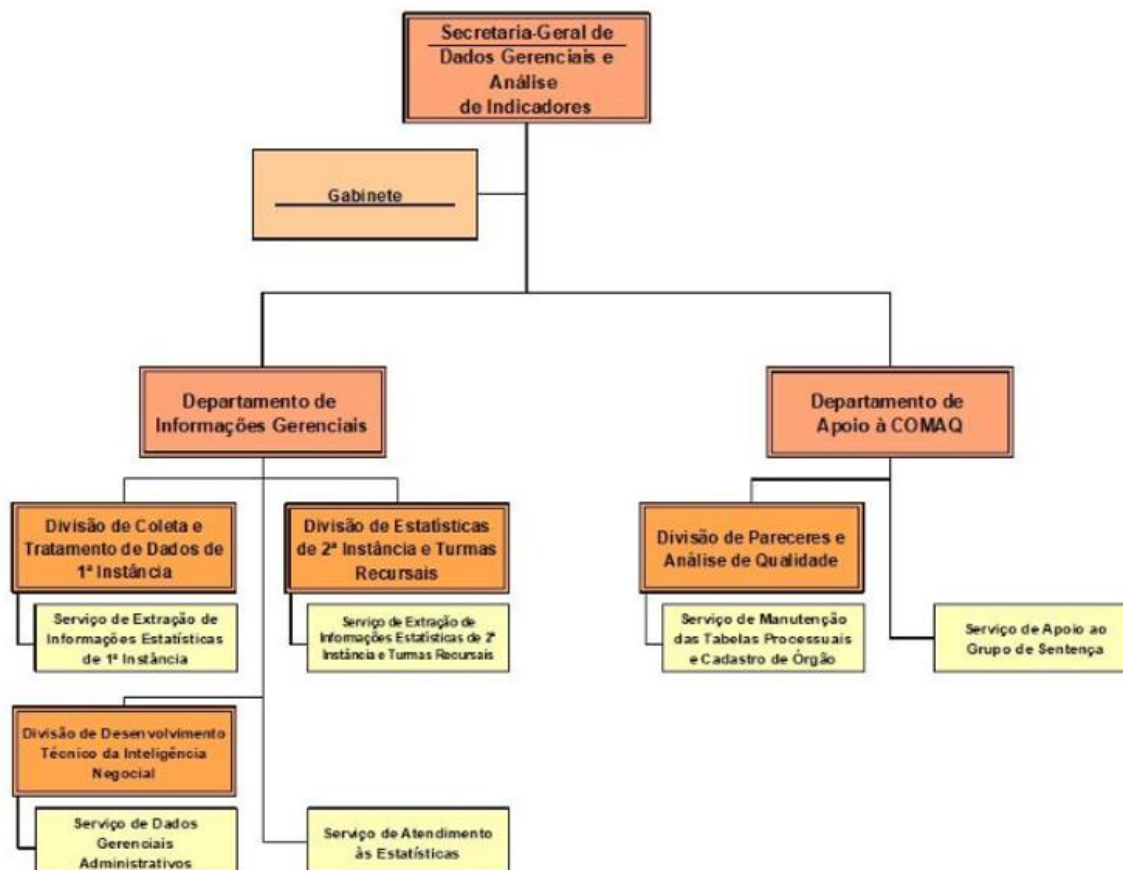 Secretaria-Geral de
Dados Gerenciais e
Análise
de Indicadores
Gabinete
Departamento de
Informações Gerenciais
Departamento de
Apoio à COMAQ
Divisão de Coleta e
Tratamento de Dados de
1ª Instância
Divisão de Estatísticas
de 2ª Instância e Turmas
Recursais
Divisão de Pareceres e
Análise de Qualidade
Serviço de Extração de
Informações Estatísticas
de 1ª Instância
Serviço de Extração de
Informações Estatísticas de 2ª
Instância e Turmas Recursais
Serviço de Manutenção
das Tabelas Processuais
e Cadastro de Órgão
Serviço de Apoio ao
Grupo de Sentença
Divisão de Desenvolvimento
Técnico da Inteligência
Negocial
Serviço de Dados
Gerenciais
Administrativos
Serviço de Atendimento
às Estatísticas